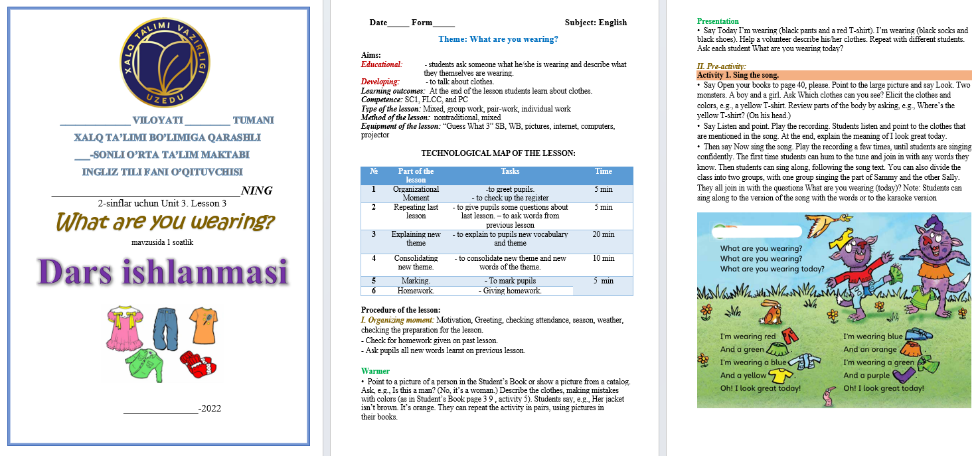 XALQ TALIMI VAZIRLIGI
UZEDU
____________ VILOYATI ________ TUMANI
XALQ TA'LIMI BO'LIMIGA QARASHLI
___-SONLI O'RTA TA'LIM MAKTABI
INGLIZ TILI FANI O'QITUVCHISI
______________________________NING
2-sinflar uchun Unit 3. Lesson 3
What are you wearing?
mavzusida 1 soatlik
Dars ishlanmasi
_______________-2022
Date_____ Form_____ Subject: English
Theme: What are you wearing?
Aims:
Educational: - students ask someone what he/she is wearing and describe what
they themselves are wearing.
Developing: - to talk about clothes.
Learning outcomes: At the end of the lesson students learn about clothes.
Competence: SC1, FLCC, and PC
Type of the lesson: Mixed, group work, pair-work, individual work
Method of the lesson: nontraditional, mixed
Equipment of the lesson: "Guess What 3" SB, WB, pictures, internet, computers,
projector
TECHNOLOGICAL MAP OF THE LESSON:
№ Part of the lesson Tasks Time
1 Organizational Moment -to greet pupils. - to check up the register 5 min
2 Repeating last lesson - to give pupils some questions about last lesson. – to ask words from previous lesson 5 min
3 Explaining new theme - to explain to pupils new vocabulary and theme 20 min
4 Consolidating new theme. - to consolidate new theme and new words of the theme. 10 min
5 Marking. - To mark pupils 5 min
6 Homework. - Giving homework.
Procedure of the lesson:
I. Organizing moment: Motivation, Greeting, checking attendance, season, weather,
checking the preparation for the lesson.
- Check for homework given on past lesson.
- Ask pupils all new words learnt on previous lesson.
Warmer
• Point to a picture of a person in the Student's Book or show a picture from a catalog.
Ask, e.g., Is this a man? (No, it's a woman.) Describe the clothes, making mistakes
with colors (as in Student's Book page 3 9 , activity 5). Students say, e.g., Her jacket
isn't brown. It's orange. They can repeat the activity in pairs, using pictures in
their books.
Presentation
• Say Today I'm wearing (black pants and a red T-shirt). I'm wearing (black socks and
black shoes). Help a volunteer describe his/her clothes. Repeat with different students.
Ask each student What are you wearing today?
II. Pre-activity:
Activity 1. Sing the song.
• Say Open your books to page 40, please. Point to the large picture and say Look. Two
monsters. A boy and a girl. Ask Which clothes can you see? Elicit the clothes and
colors, e.g., a yellow T-shirt. Review parts of the body by asking, e.g., Where's the
yellow T-shirt? (On his head.)
• Say Listen and point. Play the recording. Students listen and point to the clothes that
are mentioned in the song. At the end, explain the meaning of I look great today!
• Then say Now sing the song. Play the recording a few times, until students are singing
confidently. The first time students can hum to the tune and join in with any words they
know. Then students can sing along, following the song text. You can also divide the
class into two groups, with one group singing the part of Sammy and the other Sally.
They all join in with the questions What are you wearing (today)? Note: Students can
sing along to the version of the song with the words or to the karaoke version.
What are you wearing?
What are you wearing?
What are you wearing today?
I'm wearing red
And a green
I'm wearing a blue
And a yellow
Oh! I look great today!
I'm wearing blue
And an orange
I'm wearing a green
And a purple
Oh! I look great today!